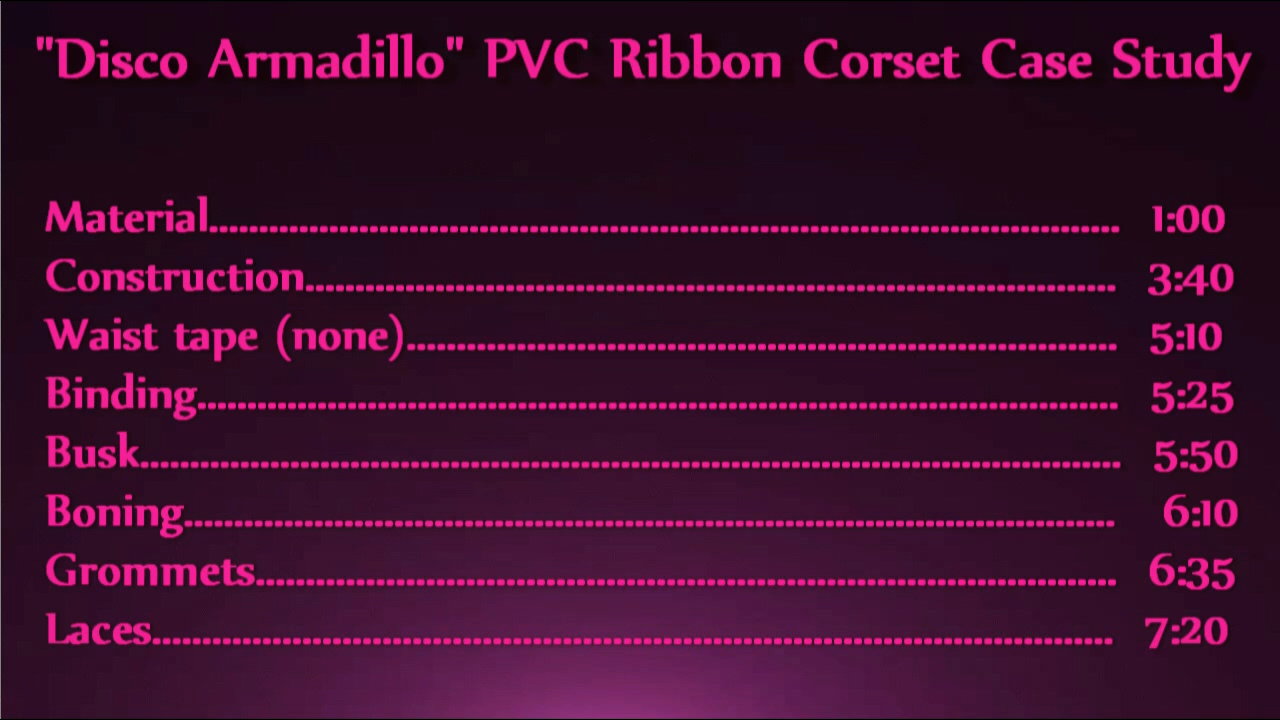 "Disco Armadillo" PVC Ribbon Corset Case Study
Material........................................................................................... 1:00
Construction................................................................................. 3:40
Waist tape (none)....................................................................... 5:10
Binding............................................................................................ 5:25
Busk.................................................................................................. 5:50
Boning............................................................................................. 6:10
Grommets...................................................................................... 6:35
Laces................................................................................................ 7:20